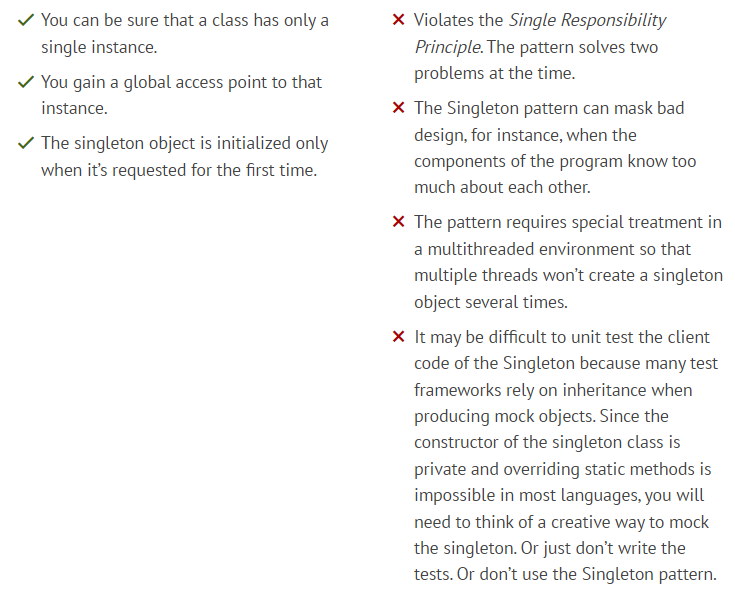 You can be sure that a class has only a
single instance.
You gain a global access point to that
instance.
The singleton object is initialized only
when it's requested for the first time.
Violates the Single Responsibility
Principle. The pattern solves two
problems at the time.
The Singleton pattern can mask bad
design, for instance, when the
components of the program know too
much about each other.
The pattern requires special treatment in
a multithreaded environment so that
multiple threads won't create a singleton
object several times.
It may be difficult to unit test the client
code of the Singleton because many test
frameworks rely on inheritance when
producing mock objects. Since the
constructor of the singleton class is
private and overriding static methods is
impossible in most languages, you will
need to think of a creative way to mock
the singleton. Or just don't write the
tests. Or don't use the Singleton pattern.